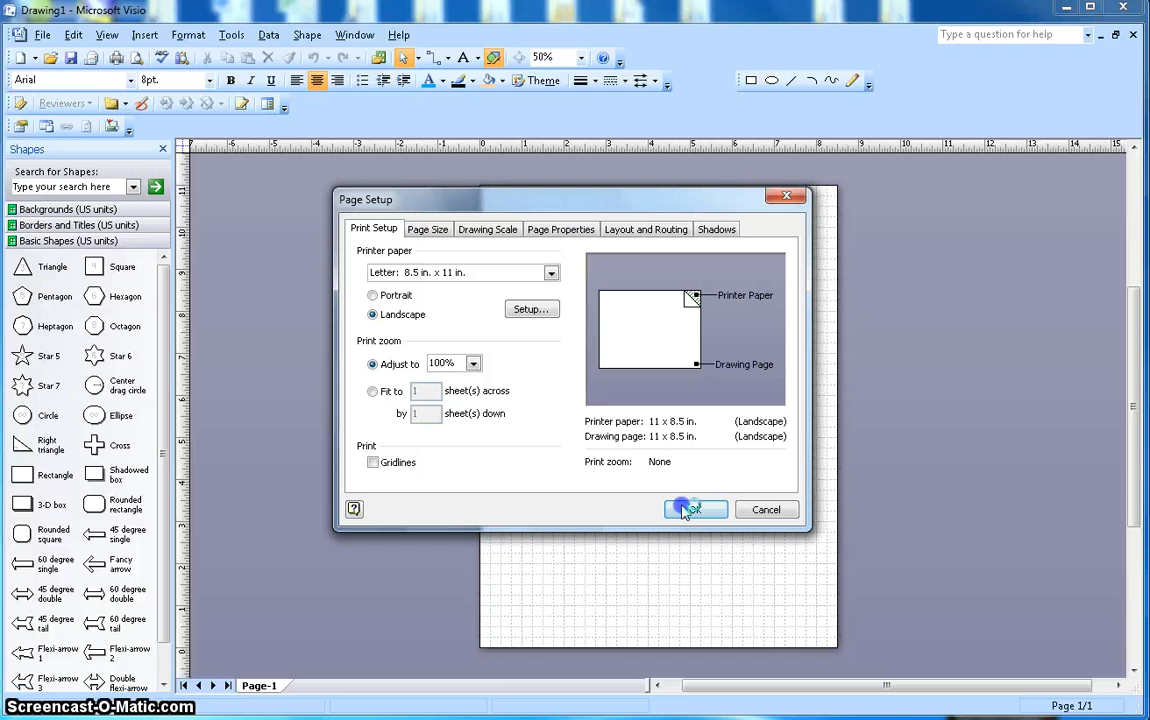 Drawing1 - Microsoft Visio
File Edit View Insert Format Tools Data Shape Window Help
Type a question for help
50%
Arial 8pt. B I U A Theme
Reviewers
Shapes
Search for Shapes:
Type your search here
Backgrounds (US units)
Borders and Titles (US units)
Basic Shapes (US units)
Triangle Square
Pentagon Hexagon
Heptagon Octagon
Star 5 Star 6
Star 7 Center drag circle
Circle Ellipse
Right triangle Cross
Rectangle Shadowed box
3-D box Rounded rectangle
Rounded square 45 degree single
60 degree single Fancy arrow
45 degree double 60 degree double
45 degree tail 60 degree tail
Flexi-arrow 1 Flexi-arrow 2
Flexi-arrow 3 Double flexi-arrow
Page Setup
Print Setup Page Size Drawing Scale Page Properties Layout and Routing Shadows
Printer paper
Letter: 8.5 in. x 11 in.
Portrait
Landscape
Setup...
Print zoom
Adjust to 100%
Fit to 1 sheet(s) across
by 1 sheet(s) down
Print
Gridlines
Printer Paper
Drawing Page
Printer paper: 11 x 8.5 in. (Landscape)
Drawing page: 11 x 8.5 in. (Landscape)
Print zoom: None
Cancel
Page-1
Page 1/1
Screencast-O-Matic.com